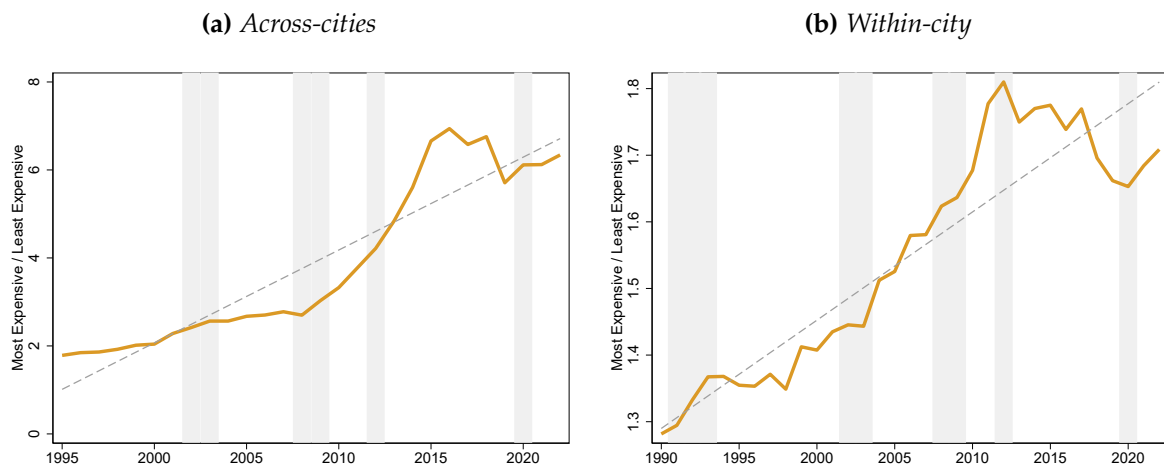 (a) Across-cities
Most Expensive / Least Expensive
8
6
4
2
0
1995 2000 2005 2010 2015 2020
(b) Within-city
Most Expensive / Least Expensive
1.8
1.7
1.6
1.5
1.4
1.3
1990 1995 2000 2005 2010 2015 2020